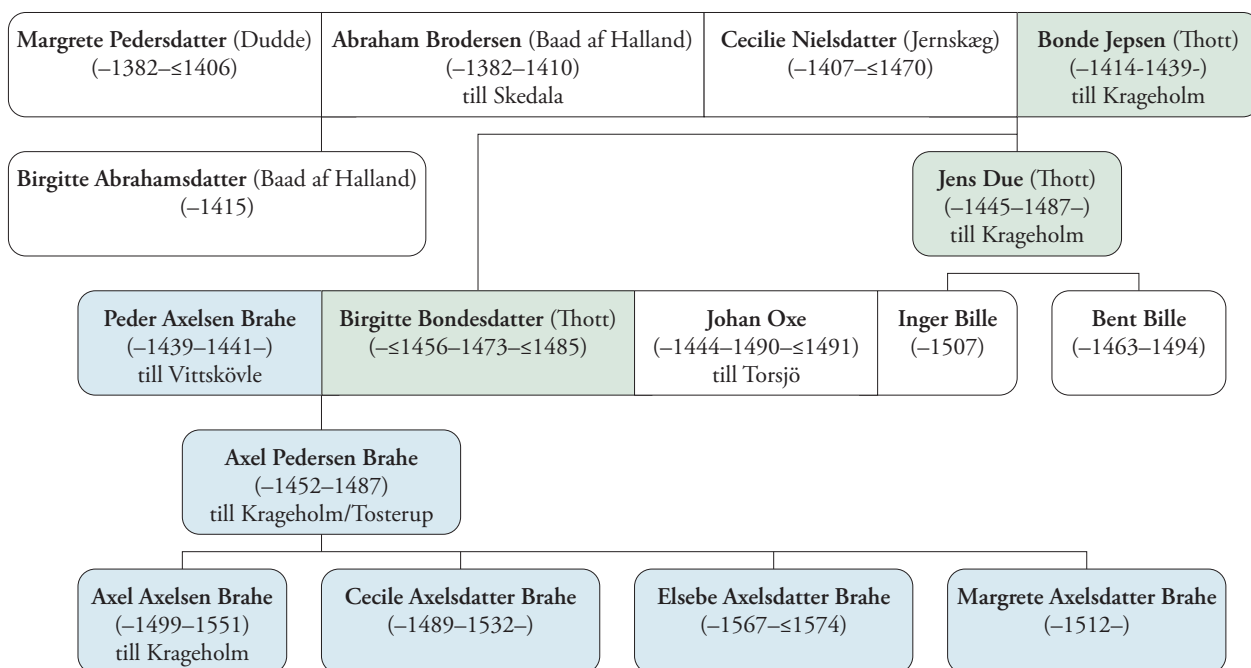 Margrete Pedersdatter (Dudde)
(–1382–≤1406)
Abraham Brodersen (Baad af Halland)
(–1382–1410)
till Skedala
Cecilie Nielsdatter (Jernskæg)
(–1407–≤1470)
Bonde Jepsen (Thott)
(–1414-1439-)
till Krageholm
Birgitte Abrahamsdatter (Baad af Halland)
(–1415)
Jens Due (Thott)
(–1445–1487–)
till Krageholm
Peder Axelsen Brahe
(–1439–1441–)
till Vittskövle
Birgitte Bondesdatter (Thott)
(–≤1456–1473–≤1485)
Johan Oxe
(–1444–1490–≤1491)
till Torsjö
Inger Bille
(–1507)
Bent Bille
(–1463–1494)
Axel Pedersen Brahe
(–1452–1487)
till Krageholm/Tosterup
Axel Axelsen Brahe
(–1499–1551)
till Krageholm
Cecile Axelsdatter Brahe
(–1489–1532–)
Elsebe Axelsdatter Brahe
(–1567–≤1574)
Margrete Axelsdatter Brahe
(–1512–)